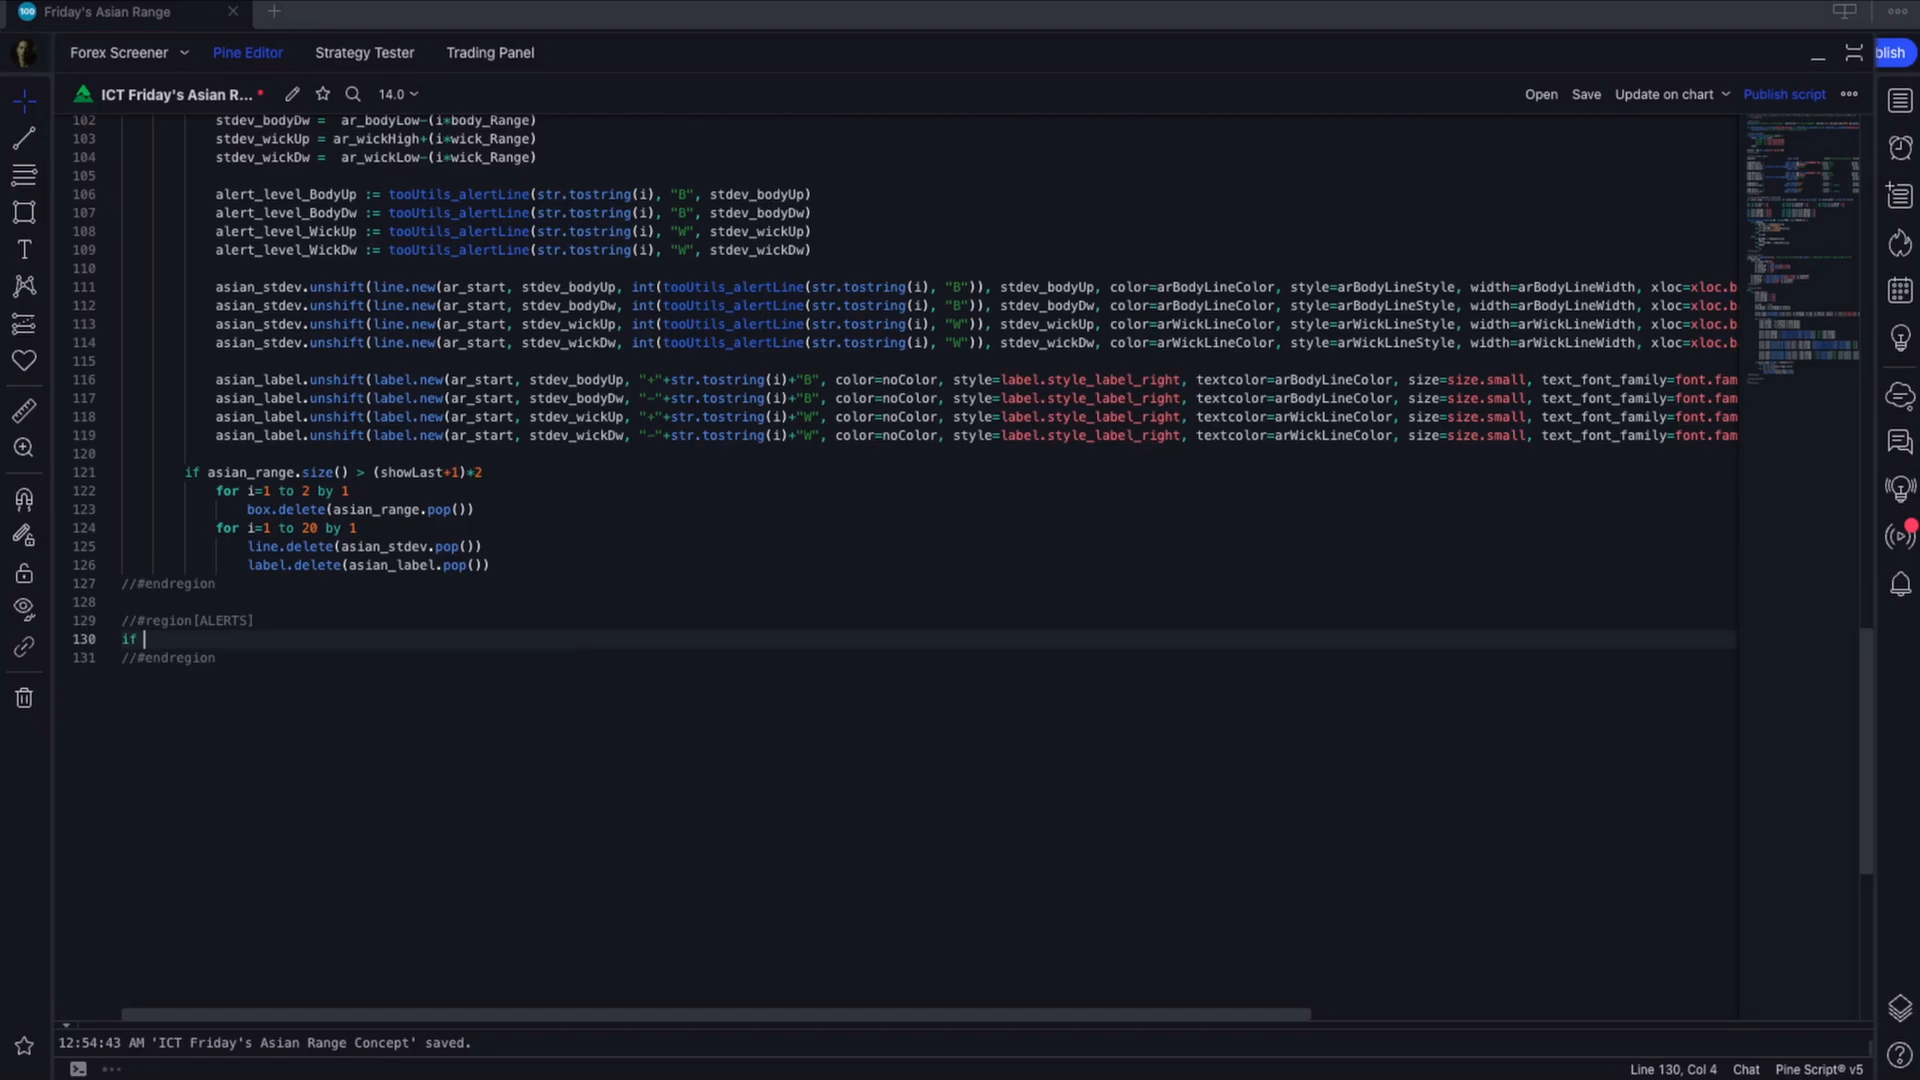 100 Friday's Asian Range
Forex Screener Pine Editor Strategy Tester Trading Panel
blish
ICT Friday's Asian R... * 14.0
Open Save Update on chart Publish script
102 stdev_bodyDw =  ar_bodyLow-(i*body_Range)
103 stdev_wickUp = ar_wickHigh+(i*wick_Range)
104 stdev_wickDw =  ar_wickLow-(i*wick_Range)
105
106 alert_level_BodyUp := tooUtils_alertLine(str.tostring(i), "B", stdev_bodyUp)
107 alert_level_BodyDw := tooUtils_alertLine(str.tostring(i), "B", stdev_bodyDw)
108 alert_level_WickUp := tooUtils_alertLine(str.tostring(i), "W", stdev_wickUp)
109 alert_level_WickDw := tooUtils_alertLine(str.tostring(i), "W", stdev_wickDw)
110
111 asian_stdev.unshift(line.new(ar_start, stdev_bodyUp, int(tooUtils_alertLine(str.tostring(i), "B")), stdev_bodyUp, color=arBodyLineColor, style=arBodyLineStyle, width=arBodyLineWidth, xloc=xloc.b
112 asian_stdev.unshift(line.new(ar_start, stdev_bodyDw, int(tooUtils_alertLine(str.tostring(i), "B")), stdev_bodyDw, color=arBodyLineColor, style=arBodyLineStyle, width=arBodyLineWidth, xloc=xloc.b
113 asian_stdev.unshift(line.new(ar_start, stdev_wickUp, int(tooUtils_alertLine(str.tostring(i), "W")), stdev_wickUp, color=arWickLineColor, style=arWickLineStyle, width=arWickLineWidth, xloc=xloc.b
114 asian_stdev.unshift(line.new(ar_start, stdev_wickDw, int(tooUtils_alertLine(str.tostring(i), "W")), stdev_wickDw, color=arWickLineColor, style=arWickLineStyle, width=arWickLineWidth, xloc=xloc.b
115
116 asian_label.unshift(label.new(ar_start, stdev_bodyUp, "+"+str.tostring(i)+"B", color=noColor, style=label.style_label_right, textcolor=arBodyLineColor, size=size.small, text_font_family=font.fam
117 asian_label.unshift(label.new(ar_start, stdev_bodyDw, "-"+str.tostring(i)+"B", color=noColor, style=label.style_label_right, textcolor=arBodyLineColor, size=size.small, text_font_family=font.fam
118 asian_label.unshift(label.new(ar_start, stdev_wickUp, "+"+str.tostring(i)+"W", color=noColor, style=label.style_label_right, textcolor=arWickLineColor, size=size.small, text_font_family=font.fam
119 asian_label.unshift(label.new(ar_start, stdev_wickDw, "-"+str.tostring(i)+"W", color=noColor, style=label.style_label_right, textcolor=arWickLineColor, size=size.small, text_font_family=font.fam
120
121 if asian_range.size() > (showLast+1)*2
122 for i=1 to 2 by 1
123 box.delete(asian_range.pop())
124 for i=1 to 20 by 1
125 line.delete(asian_stdev.pop())
126 label.delete(asian_label.pop())
127 //#endregion
128
129 //#region[ALERTS]
130 if
131 //#endregion
12:54:43 AM 'ICT Friday's Asian Range Concept' saved.
Line 130, Col 4 Chat Pine Script® v5